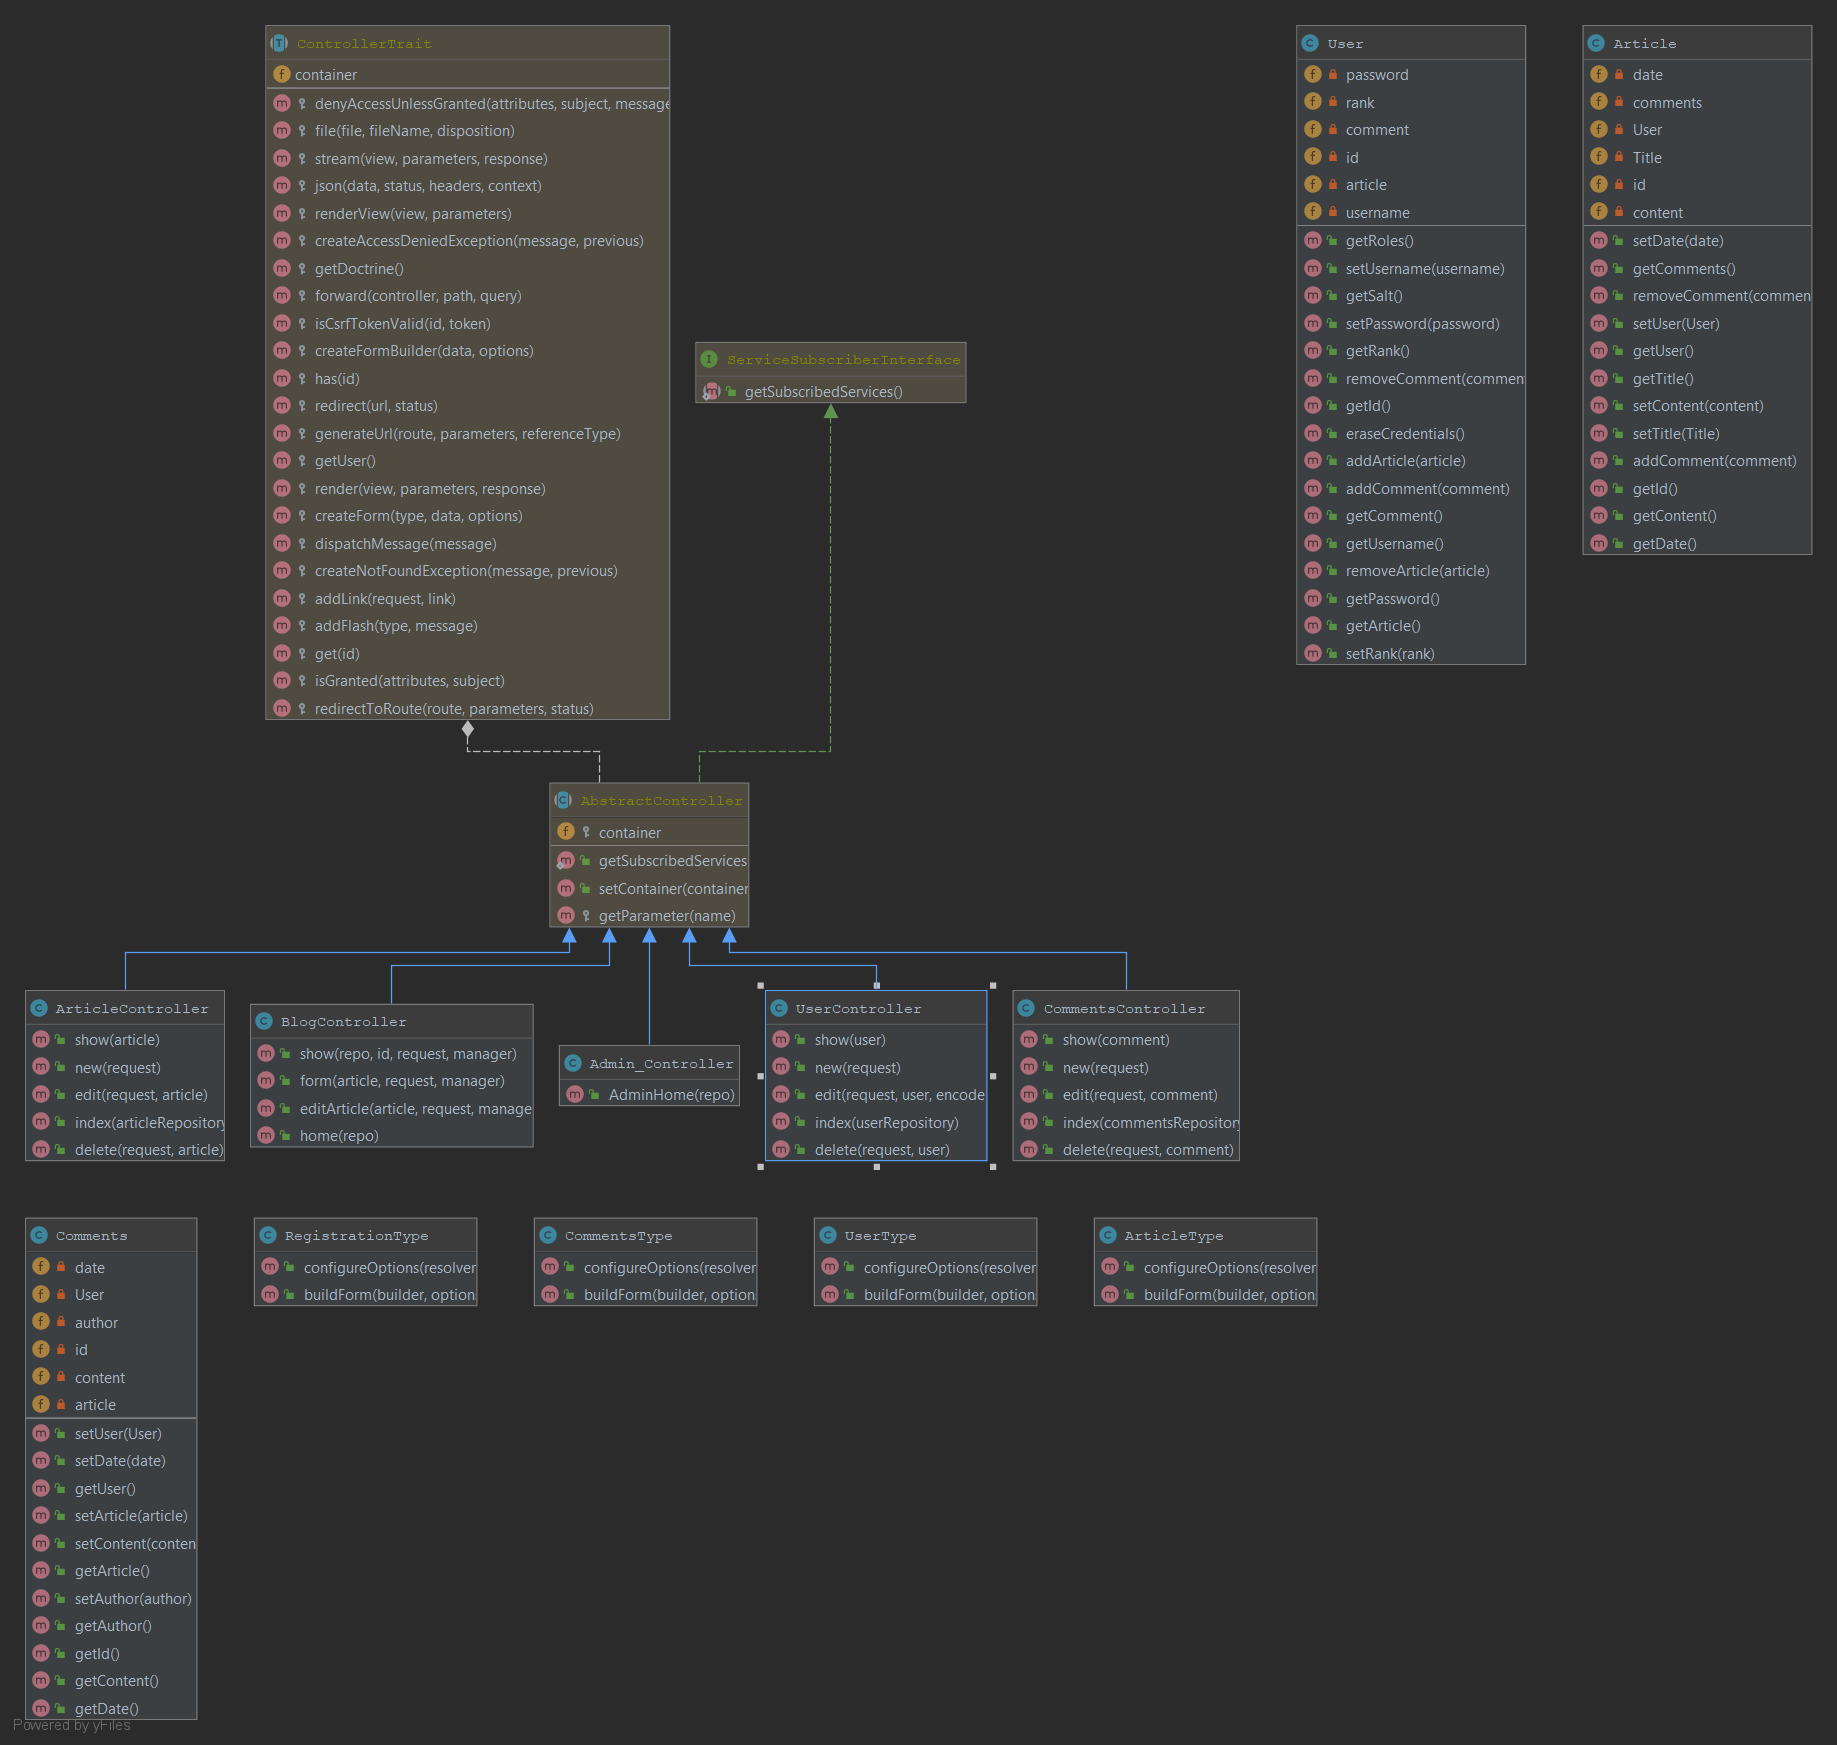 ControllerTrait
container
denyAccessUnlessGranted(attributes, subject, message
file(file, fileName, disposition)
stream(view, parameters, response)
json(data, status, headers, context)
renderView(view, parameters)
createAccessDeniedException(message, previous)
getDoctrine()
forward(controller, path, query)
isCsrfTokenValid(id, token)
createFormBuilder(data, options)
has(id)
redirect(url, status)
generateUrl(route, parameters, referenceType)
getUser()
render(view, parameters, response)
createForm(type, data, options)
dispatchMessage(message)
createNotFoundException(message, previous)
addLink(request, link)
addFlash(type, message)
get(id)
isGranted(attributes, subject)
redirectToRoute(route, parameters, status)
ServiceSubscriberInterface
getSubscribedServices()
User
password
rank
comment
id
article
username
getRoles()
setUsername(username)
getSalt()
setPassword(password)
getRank()
removeComment(comment
getId()
eraseCredentials()
addArticle(article)
addComment(comment)
getComment()
getUsername()
removeArticle(article)
getPassword()
getArticle()
setRank(rank)
Article
date
comments
User
Title
id
content
setDate(date)
getComments()
removeComment(commen
setUser(User)
getUser()
getTitle()
setContent(content)
setTitle(Title)
addComment(comment)
getId()
getContent()
getDate()
AbstractController
container
getSubscribedServices
setContainer(container
getParameter(name)
ArticleController
show(article)
new(request)
edit(request, article)
index(articleRepository
delete(request, article)
BlogController
show(repo, id, request, manager)
form(article, request, manager)
editArticle(article, request, manage
home(repo)
Admin_Controller
AdminHome(repo)
UserController
show(user)
new(request)
edit(request, user, encode
index(userRepository)
delete(request, user)
CommentsController
show(comment)
new(request)
edit(request, comment)
index(commentsRepository
delete(request, comment)
Comments
date
User
author
id
content
article
setUser(User)
setDate(date)
getUser()
setArticle(article)
setContent(conten
getArticle()
setAuthor(author)
getAuthor()
getId()
getContent()
getDate()
RegistrationType
configureOptions(resolver
buildForm(builder, option
CommentsType
configureOptions(resolver
buildForm(builder, option
UserType
configureOptions(resolver
buildForm(builder, option
ArticleType
configureOptions(resolver
buildForm(builder, option
Powered by yFiles